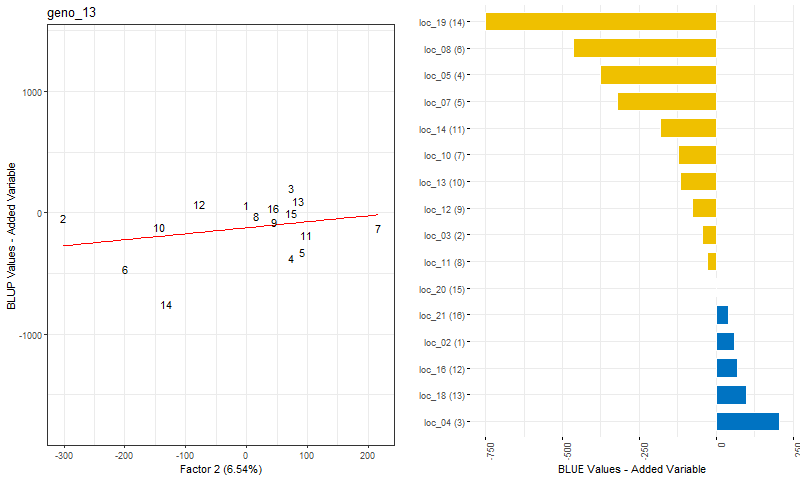 geno_13
BLUP Values - Added Variable
1000
0
-1000
2
6
10
14
12
1
4
16
9
3
13
15
11
5
4
7
-300
-200
-100
0
100
200
Factor 2 (6.54%)
loc_19 (14)
loc_08 (6)
loc_05 (4)
loc_07 (5)
loc_14 (11)
loc_10 (7)
loc_13 (10)
loc_12 (9)
loc_03 (2)
loc_11 (8)
loc_20 (15)
loc_21 (16)
loc_02 (1)
loc_16 (12)
loc_18 (13)
loc_04 (3)
-750
-500
-250
0
250
BLUE Values - Added Variable